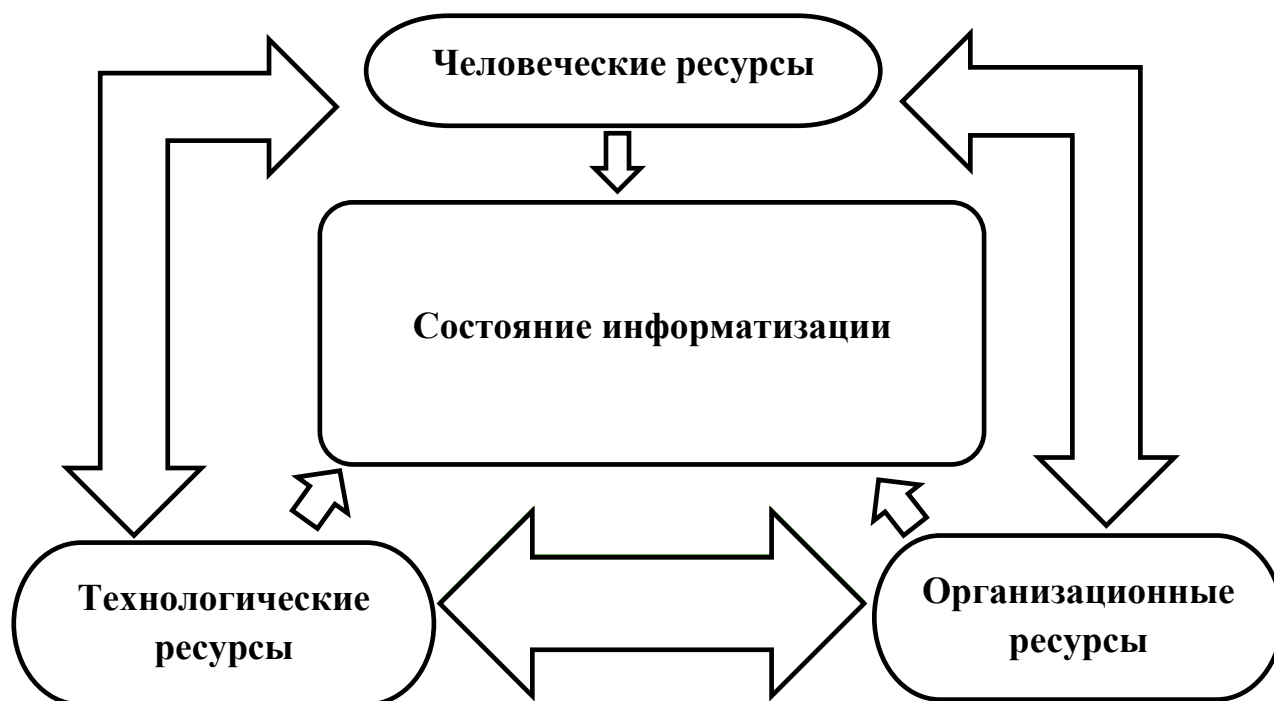 Человеческие ресурсы
Состояние информатизации
Технологические
ресурсы
Организационные
ресурсы